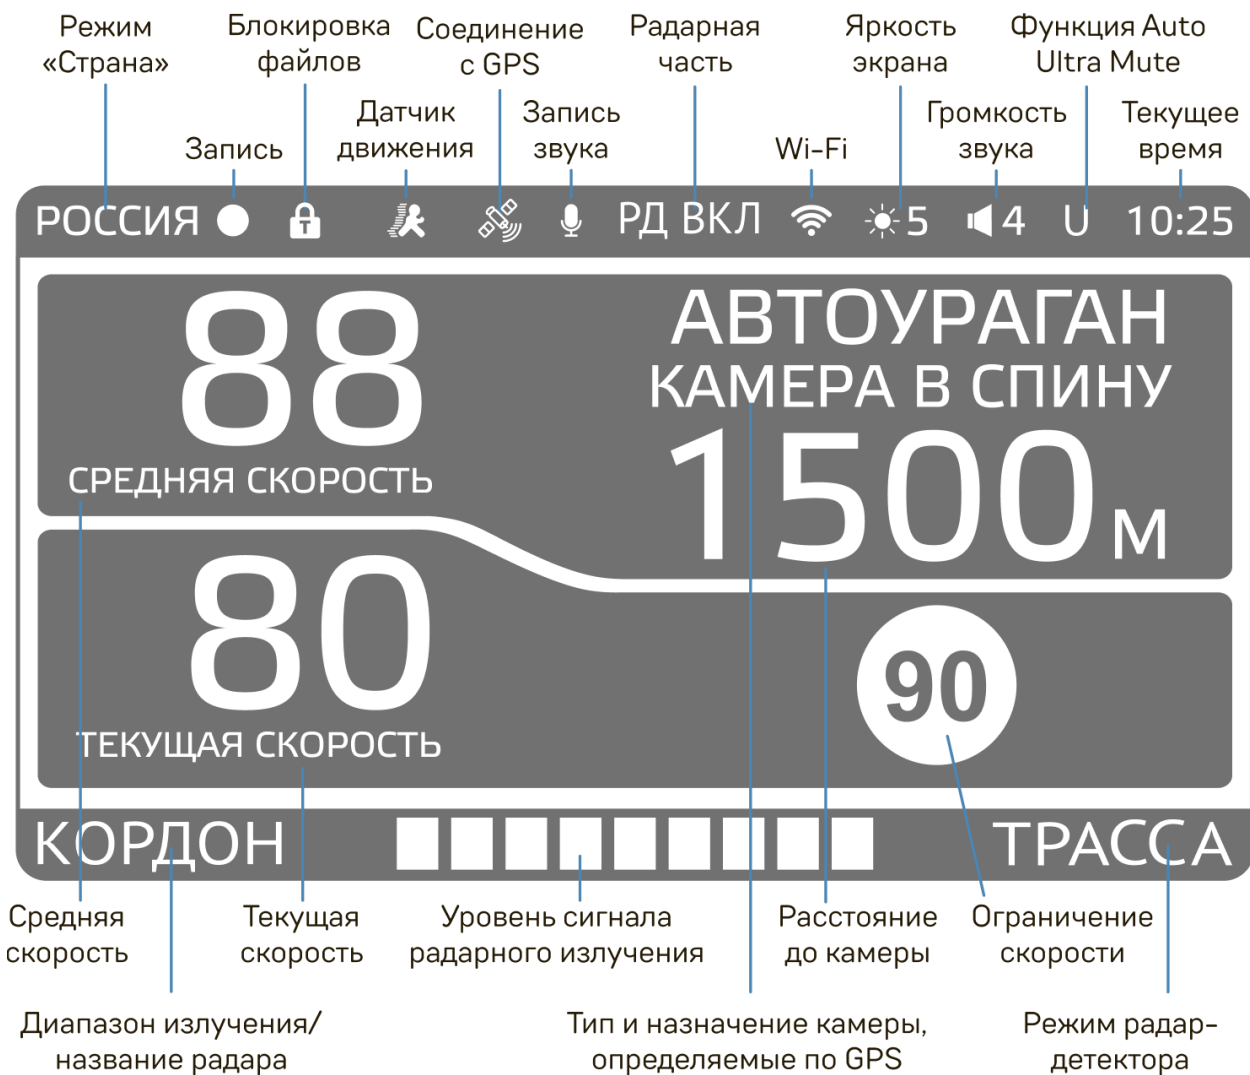 Режим
«Страна»
Блокировка
файлов
Соединение
с GPS
Радарная
часть
Яркость
экрана
Функция Auto
Ultra Mute
Запись
Датчик
движения
Запись
звука
Wi-Fi
Громкость
звука
Текущее
время
РОССИЯ T РД ВКЛ 5 4 U 10:25
88
СРЕДНЯЯ СКОРОСТЬ
АВТОУРАГАН
КАМЕРА В СПИНУ
1500 м
80
ТЕКУЩАЯ СКОРОСТЬ
90
КОРДОН ТРАССА
Средняя
скорость
Текущая
скорость
Уровень сигнала
радарного излучения
Расстояние
до камеры
Ограничение
скорости
Диапазон излучения/
название радара
Тип и назначение камеры,
определяемые по GPS
Режим радар-
детектора